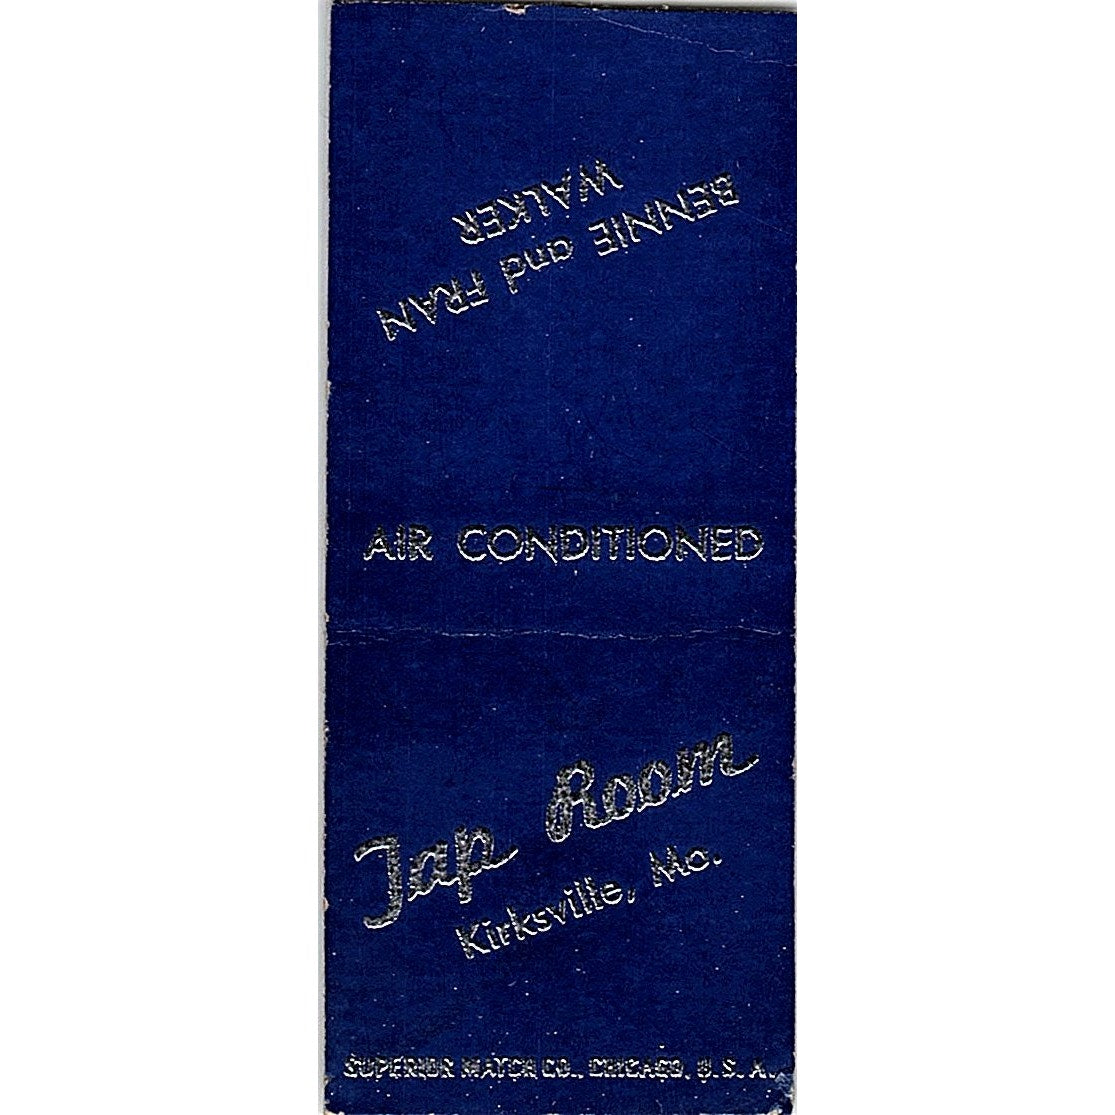 BENNIE and FRAN
WALKER
AIR CONDITIONED
Tap Room
Kirksville, Mo.
SUPERIOR MATCH CO., CHICAGO, U.S.A.